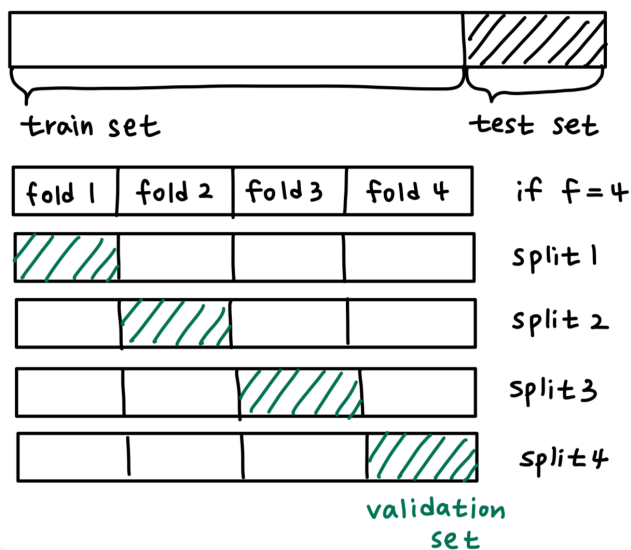 train set test set
fold 1 fold 2 fold 3 fold 4 if f=4
split 1
split 2
split 3
split 4
validation
set